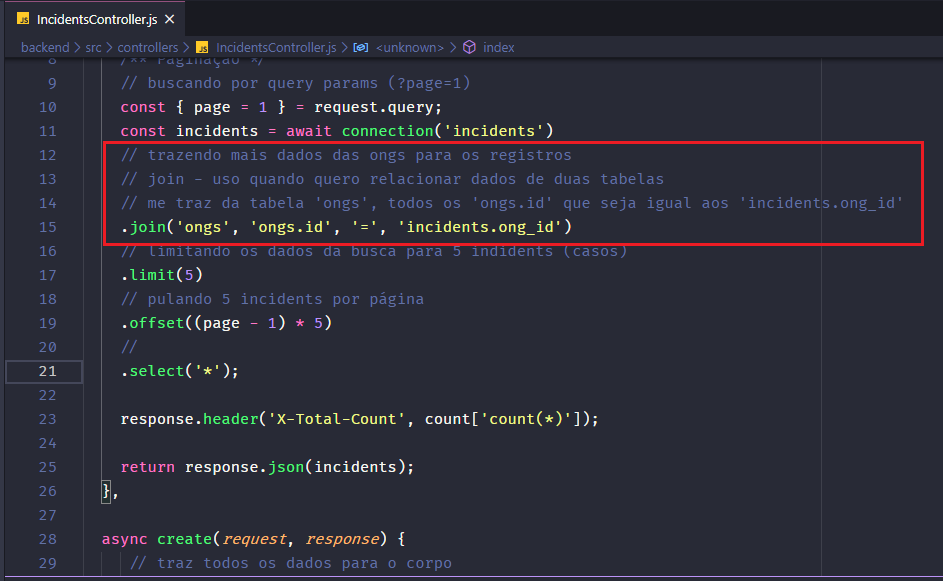 JS IncidentsController.js ×
backend > src > controllers > JS IncidentsController.js > <unknown> > index
8 /** Paginação */
9 // buscando por query params (?page=1)
10 const { page = 1 } = request.query;
11 const incidents = await connection('incidents')
12 // trazendo mais dados das ongs para os registros
13 // join - uso quando quero relacionar dados de duas tabelas
14 // me traz da tabela 'ongs', todos os 'ongs.id' que seja igual aos 'incidents.ong_id'
15 .join('ongs', 'ongs.id', '=', 'incidents.ong_id')
16 // limitando os dados da busca para 5 indidents (casos)
17 .limit(5)
18 // pulando 5 incidents por página
19 .offset((page - 1) * 5)
20 //
21 .select('*');
22
23 response.header('X-Total-Count', count['count(*)']);
24
25 return response.json(incidents);
26 },
27
28 async create(request, response) {
29 // traz todos os dados para o corpo